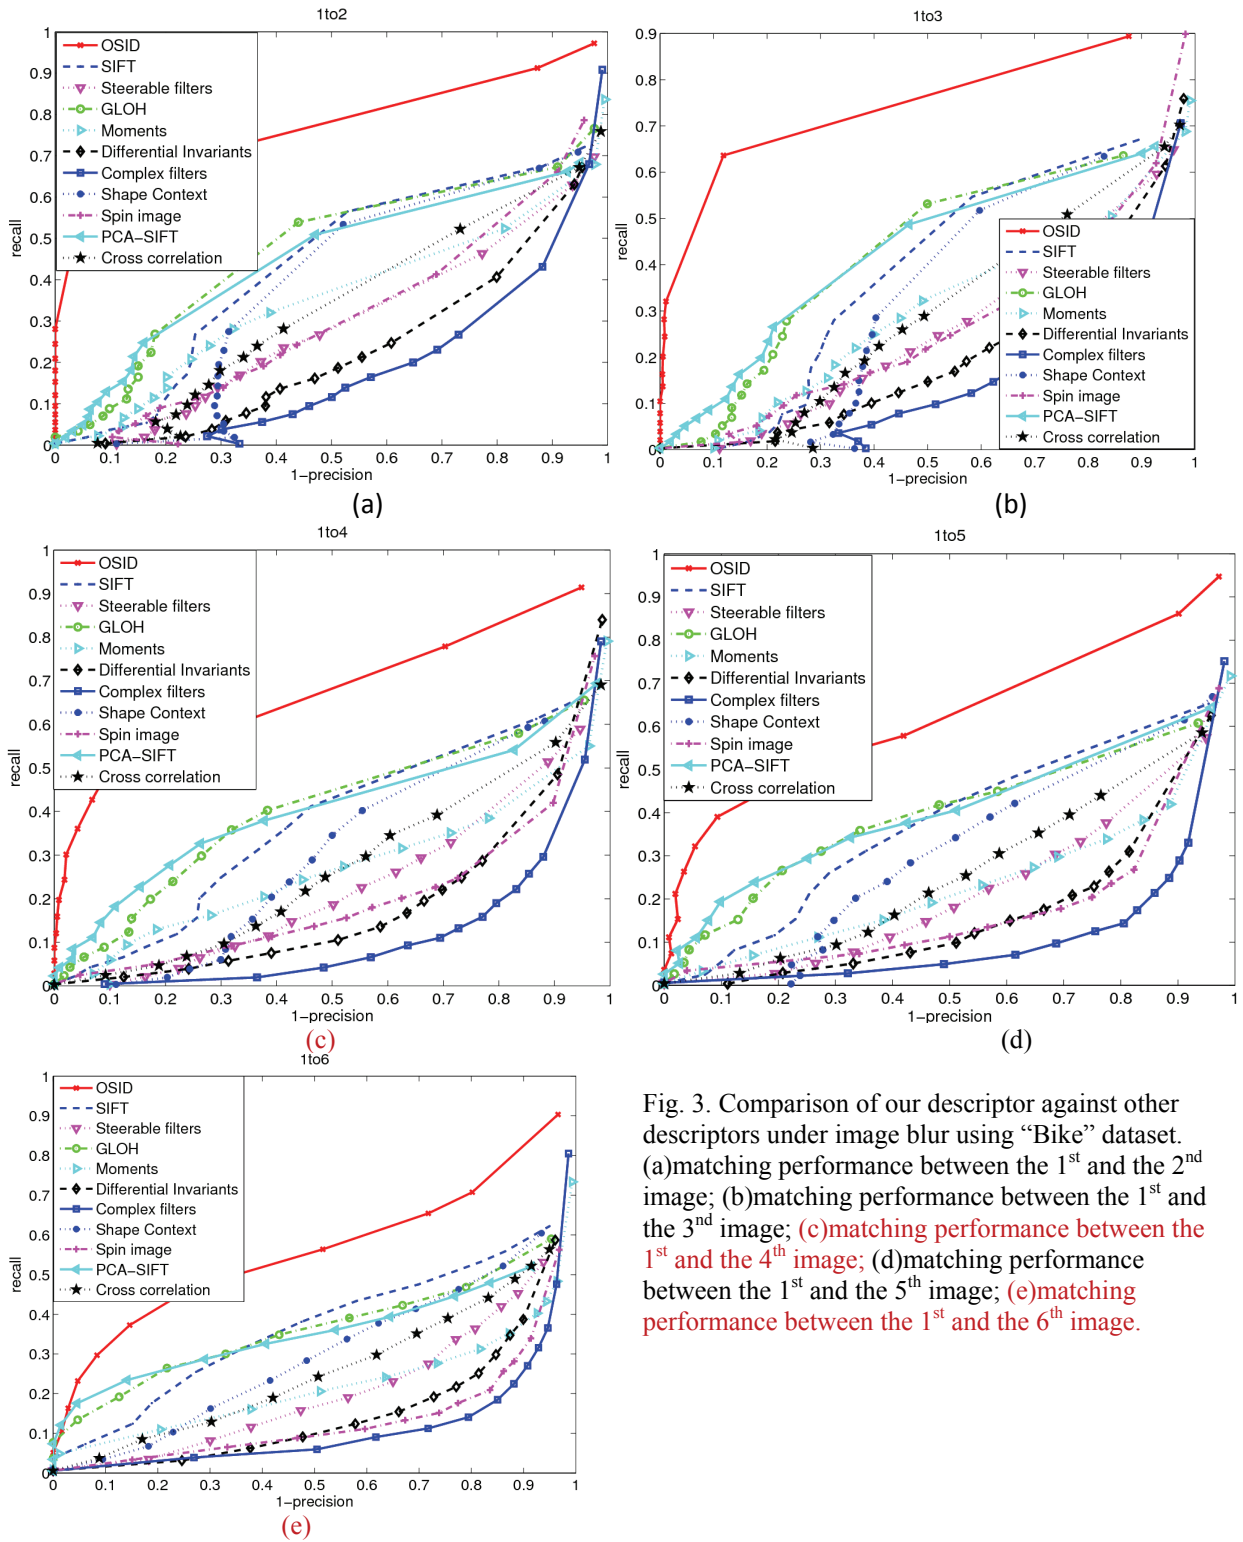 1to2
1
0.9
0.8
0.7
0.6
0.5
0.4
0.3
0.2
0.1
0
recall
OSID
SIFT
Steerable filters
GLOH
Moments
Differential Invariants
Complex filters
Shape Context
Spin image
PCA-SIFT
Cross correlation
0 0.1 0.2 0.3 0.4 0.5 0.6 0.7 0.8 0.9 1
1-precision
(a)
1to3
0.9
0.8
0.7
0.6
0.5
0.4
0.3
0.2
0.1
0
recall
OSID
SIFT
Steerable filters
GLOH
Moments
Differential Invariants
Complex filters
Shape Context
Spin image
PCA-SIFT
Cross correlation
0 0.1 0.2 0.3 0.4 0.5 0.6 0.7 0.8 0.9 1
1-precision
(b)
1to4
1
0.9
0.8
0.7
0.6
0.5
0.4
0.3
0.2
0.1
0
recall
OSID
SIFT
Steerable filters
GLOH
Moments
Differential Invariants
Complex filters
Shape Context
Spin image
PCA-SIFT
Cross correlation
0 0.1 0.2 0.3 0.4 0.5 0.6 0.7 0.8 0.9 1
1-precision
(c)
1to5
1
0.9
0.8
0.7
0.6
0.5
0.4
0.3
0.2
0.1
0
recall
OSID
SIFT
Steerable filters
GLOH
Moments
Differential Invariants
Complex filters
Shape Context
Spin image
PCA-SIFT
Cross correlation
0 0.1 0.2 0.3 0.4 0.5 0.6 0.7 0.8 0.9 1
1-precision
(d)
1to6
1
0.9
0.8
0.7
0.6
0.5
0.4
0.3
0.2
0.1
0
recall
OSID
SIFT
Steerable filters
GLOH
Moments
Differential Invariants
Complex filters
Shape Context
Spin image
PCA-SIFT
Cross correlation
0 0.1 0.2 0.3 0.4 0.5 0.6 0.7 0.8 0.9 1
1-precision
(e)
Fig. 3. Comparison of our descriptor against other
descriptors under image blur using “Bike” dataset.
(a)matching performance between the 1st and the 2nd
image; (b)matching performance between the 1st and
the 3rd image; (c)matching performance between the
1st and the 4th image; (d)matching performance
between the 1st and the 5th image; (e)matching
performance between the 1st and the 6th image.